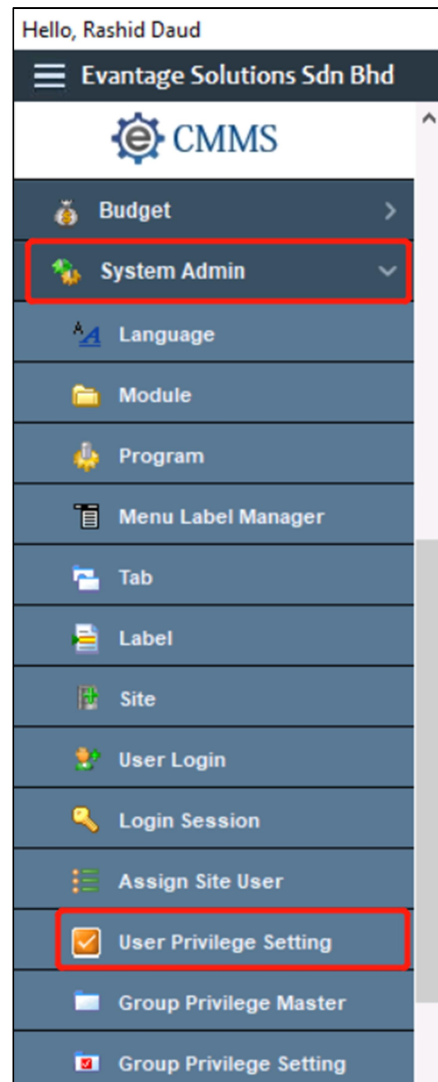 Hello, Rashid Daud
Evantage Solutions Sdn Bhd
e CMMS
Budget
System Admin
Language
Module
Program
Menu Label Manager
Tab
Label
Site
User Login
Login Session
Assign Site User
User Privilege Setting
Group Privilege Master
Group Privilege Setting